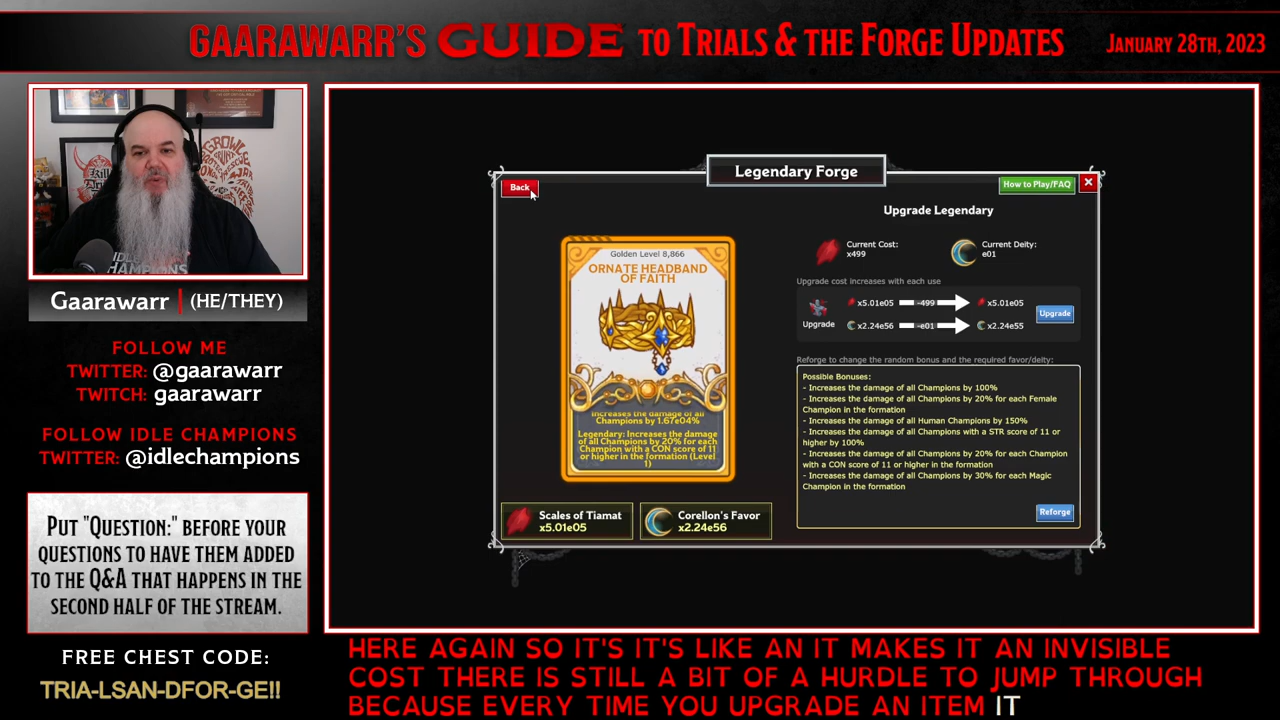 GAARAWARR'S GUIDE TO TRIALS & THE FORGE UPDATES
JANUARY 28TH, 2023
Gaarawarr | (HE/THEY)
FOLLOW ME
TWITTER: @gaarawarr
TWITCH: gaarawarr
FOLLOW IDLE CHAMPIONS
TWITTER: @idlechampions
PUT "QUESTION:" BEFORE YOUR
QUESTIONS TO HAVE THEM ADDED
TO THE Q&A THAT HAPPENS IN THE
SECOND HALF OF THE STREAM.
FREE CHEST CODE:
TRIA-LSAN-DFOR-GE!!
Legendary Forge
Back
How to Play/FAQ
Upgrade Legendary
Current Cost:
x499
Current Deity:
e01
Upgrade cost increases with each use
Upgrade
x5.01e05 -499 x5.01e05
x2.24e56 -e01 x2.24e55
Upgrade
Reforge to change the random bonus and the required favor/deity:
Possible Bonuses:
- Increases the damage of all Champions by 100%
- Increases the damage of all Champions by 20% for each Female
Champion in the formation
- Increases the damage of all Human Champions by 150%
- Increases the damage of all Champions with a STR score of 11 or
higher by 100%
- Increases the damage of all Champions by 20% for each Champion
with a CON score of 11 or higher in the formation
- Increases the damage of all Champions by 30% for each Magic
Champion in the formation
Reforge
Golden Level 8,866
ORNATE HEADBAND
OF FAITH
Increases the damage of all
Champions by 1.67e04%
Legendary: Increases the damage
of all Champions by 20% for each
Champion with a CON score of 11
or higher in the formation (Level
1)
Scales of Tiamat
x5.01e05
Corellon's Favor
x2.24e56
HERE AGAIN SO IT'S IT'S LIKE AN IT MAKES IT AN INVISIBLE
COST THERE IS STILL A BIT OF A HURDLE TO JUMP THROUGH
BECAUSE EVERY TIME YOU UPGRADE AN ITEM IT